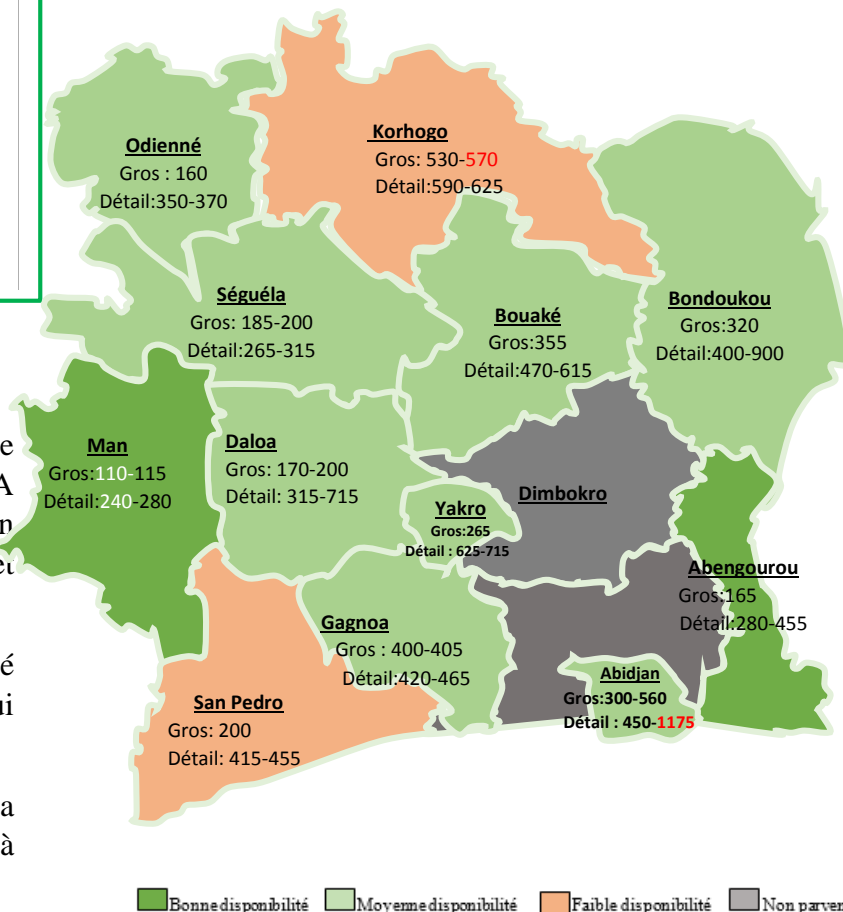 Odienné
Gros : 160
Détail:350-370
Korhogo
Gros: 530-570
Détail:590-625
Séguéla
Gros: 185-200
Détail:265-315
Bouaké
Gros:355
Détail:470-615
Bondoukou
Gros:320
Détail:400-900
Man
Gros:110-115
Détail:240-280
Daloa
Gros: 170-200
Détail: 315-715
Yakro
Gros:265
Détail : 625-715
Dimbokro
Abengourou
Gros:165
Détail:280-455
Gagnoa
Gros : 400-405
Détail:420-465
Abidjan
Gros:300-560
Détail : 450-1175
San Pedro
Gros: 200
Détail: 415-455
e
A
n
et
é
ui
a
à
Bonne disponibilité Moyenne disponibilité Faible disponibilité Non parven